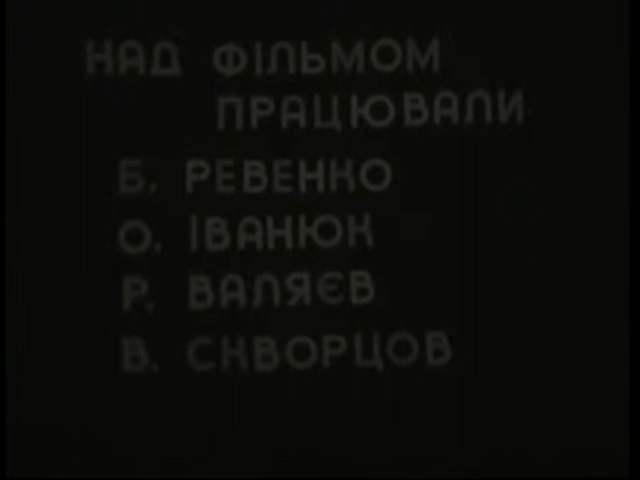 НАД ФІЛЬМОМ
ПРАЦЮВАЛИ
Б. РЕВЕНКО
О. ІВАНЮК
Р. ВАЛЯЄВ
В. СКВОРЦОВ